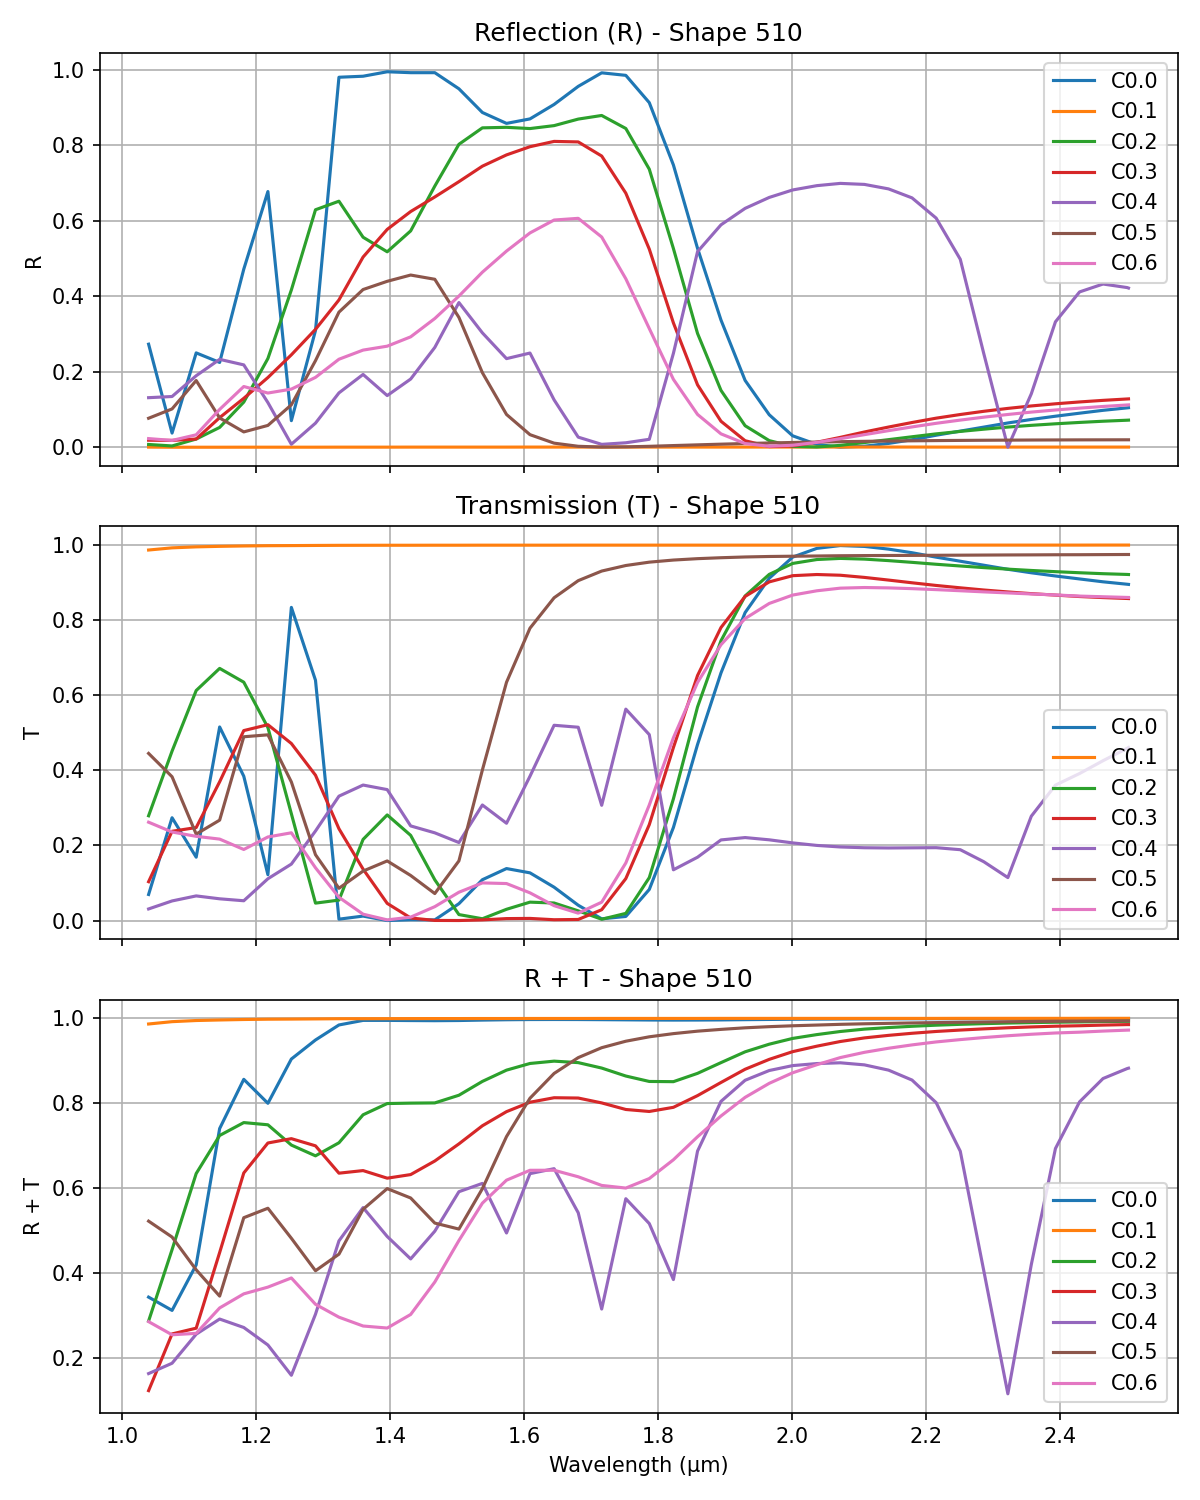 Reflection (R) - Shape 510
1.0
0.8
0.6
0.4
0.2
0.0
R
C0.0
C0.1
C0.2
C0.3
C0.4
C0.5
C0.6
Transmission (T) - Shape 510
1.0
0.8
0.6
0.4
0.2
0.0
T
C0.0
C0.1
C0.2
C0.3
C0.4
C0.5
C0.6
R + T - Shape 510
1.0
0.8
0.6
0.4
0.2
R + T
C0.0
C0.1
C0.2
C0.3
C0.4
C0.5
C0.6
1.0 1.2 1.4 1.6 1.8 2.0 2.2 2.4
Wavelength (μm)